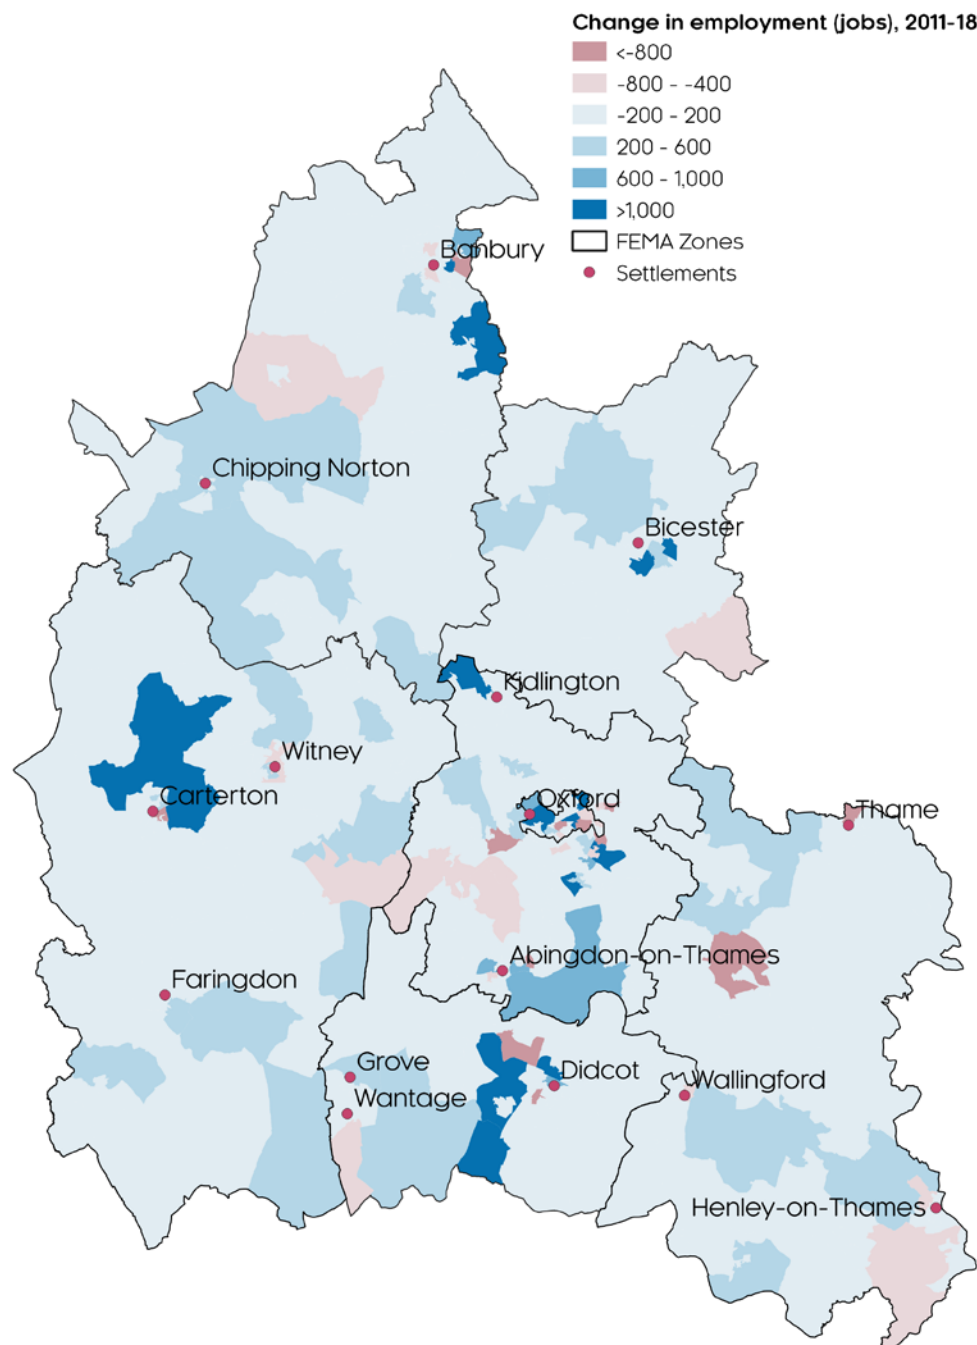 Change in employment (jobs), 2011-18
<-800
-800 - -400
-200 - 200
200 - 600
600 - 1,000
>1,000
FEMA Zones
Settlements
Banbury
Chipping Norton
Bicester
Kidlington
Witney
Carterton
Oxford
Thame
Abingdon-on-Thames
Faringdon
Grove
Didcot
Wantage
Wallingford
Henley-on-Thames